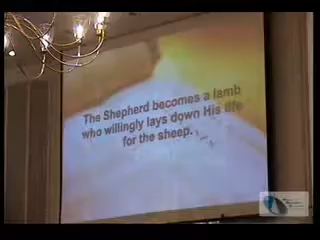 The Shepherd becomes a lamb
who willingly lays down His life
for the sheep.